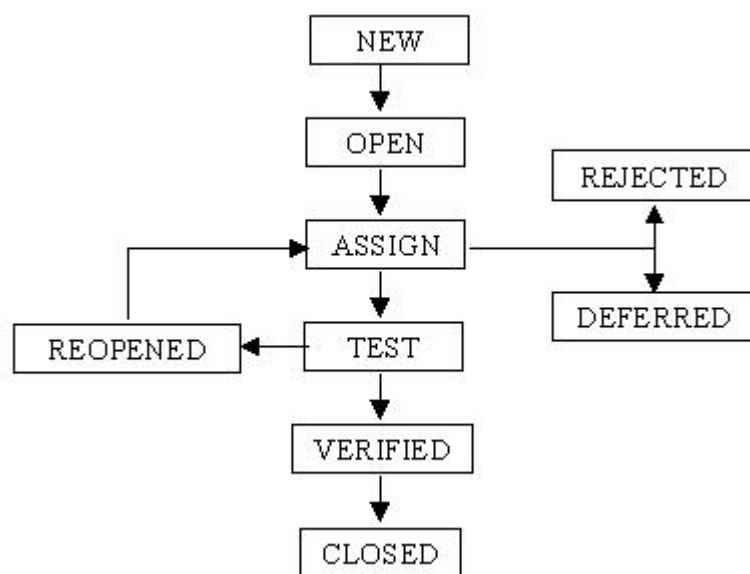 NEW
OPEN
REJECTED
ASSIGN
DEFERRED
REOPENED
TEST
VERIFIED
CLOSED